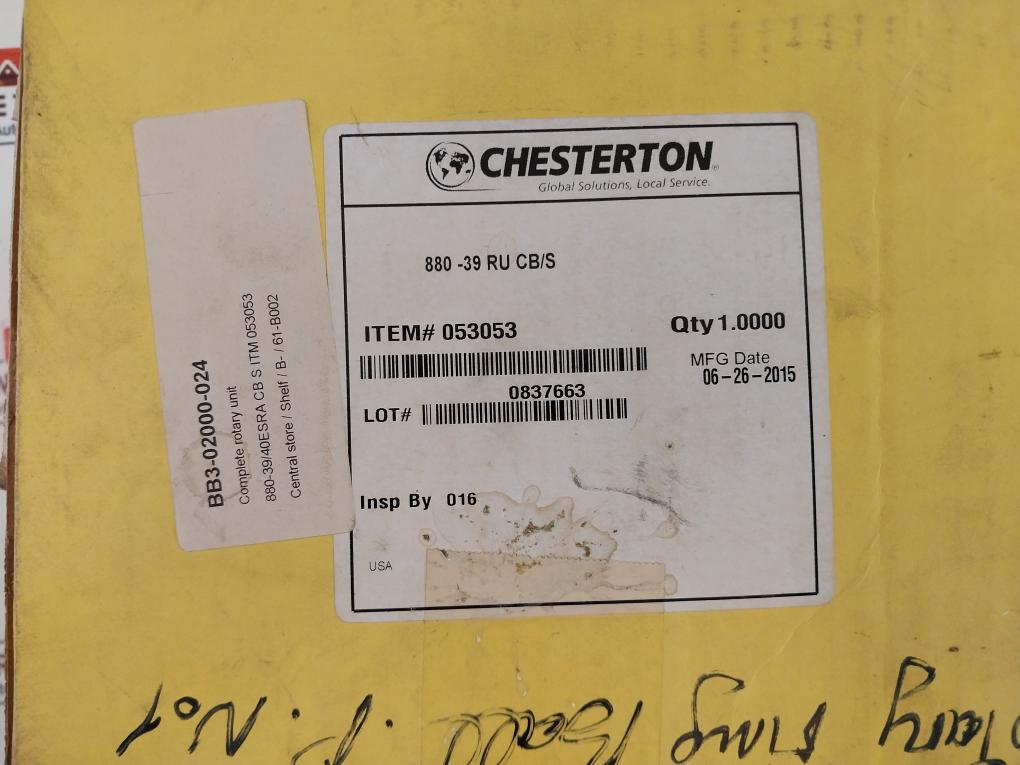 CHESTERTON®
Global Solutions, Local Service.
880 -39 RU CB/S
ITEM# 053053
Qty 1.0000
MFG Date
06-26-2015
0837663
LOT#
Insp By 016
USA
BB3-02000-024
Complete rotary unit
880-39/40ESRA CB S ITM 053053
Central store / Shelf / B- / 61-B002